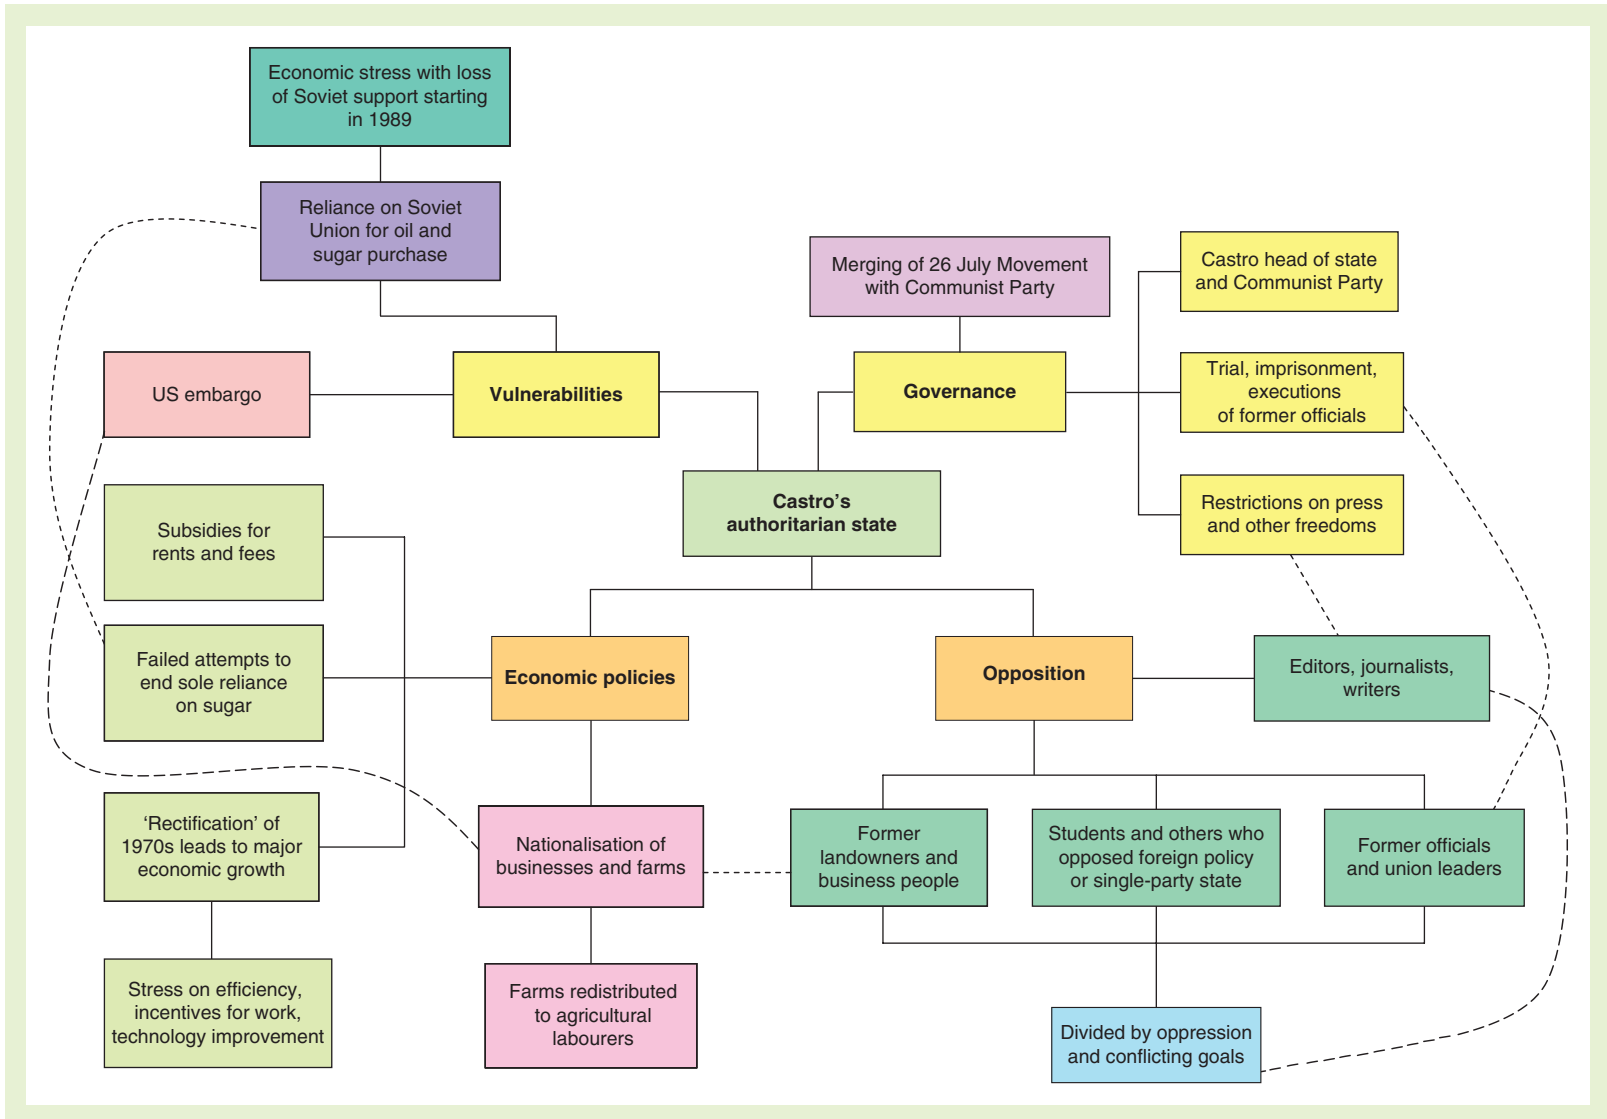 Economic stress with loss
of Soviet support starting
in 1989
Reliance on Soviet
Union for oil and
sugar purchase
Merging of 26 July Movement
with Communist Party
Castro head of state
and Communist Party
US embargo
Vulnerabilities
Governance
Trial, imprisonment,
executions
of former officials
Castro’s
authoritarian state
Restrictions on press
and other freedoms
Subsidies for
rents and fees
Failed attempts to
end sole reliance
on sugar
Economic policies
Opposition
Editors, journalists,
writers
‘Rectification’ of
1970s leads to major
economic growth
Nationalisation of
businesses and farms
Former
landowners and
business people
Students and others who
opposed foreign policy
or single-party state
Former officials
and union leaders
Stress on efficiency,
incentives for work,
technology improvement
Farms redistributed
to agricultural
labourers
Divided by oppression
and conflicting goals